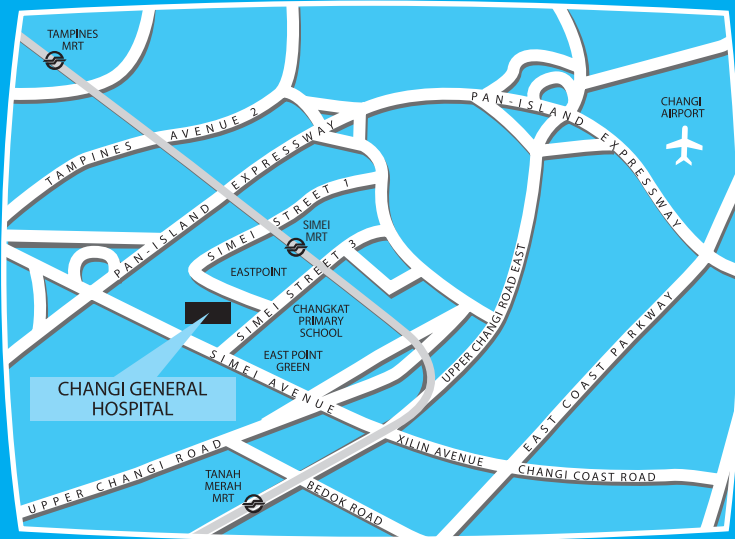 TAMPINES
MRT
TAMPINES AVENUE 2
PAN-ISLAND EXPRESSWAY
PAN-ISLAND EXPRESSWAY
CHANGI
AIRPORT
SIMEI STREET 1
SIMEI
MRT
EASTPOINT
SIMEI STREET 3
CHANGKAT
PRIMARY
SCHOOL
EAST POINT
GREEN
CHANGI GENERAL
HOSPITAL
SIMEI AVENUE
UPPER CHANGI ROAD EAST
EAST COAST PARKWAY
UPPER CHANGI ROAD
XILIN AVENUE
CHANGI COAST ROAD
TANAH
MERAH
MRT
BEDOK ROAD